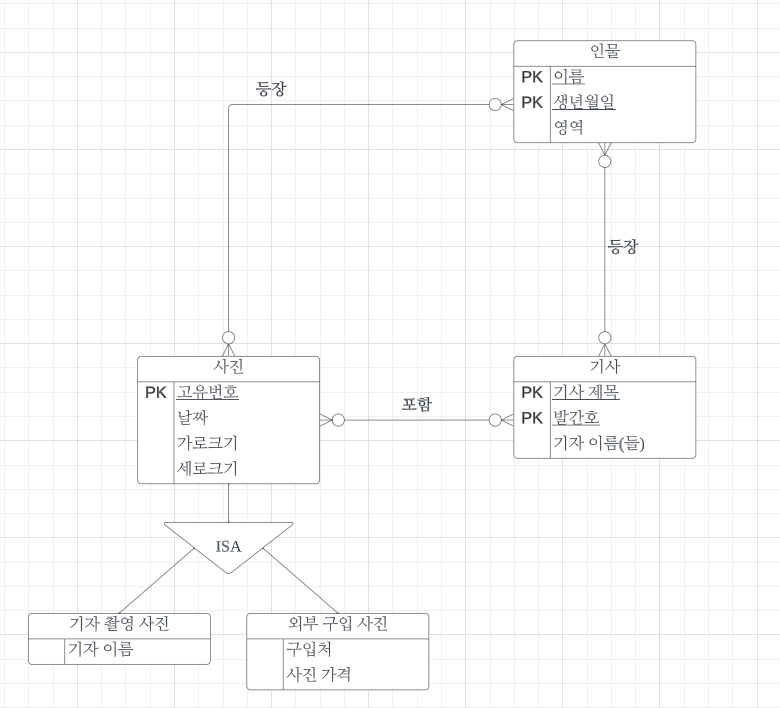 인물
PK 이름
PK 생년월일
영역
등장
등장
사진
PK 고유번호
날짜
가로크기
세로크기
포함
기사
PK 기사 제목
PK 발간호
기자 이름(들)
ISA
기자 촬영 사진
기자 이름
외부 구입 사진
구입처
사진 가격